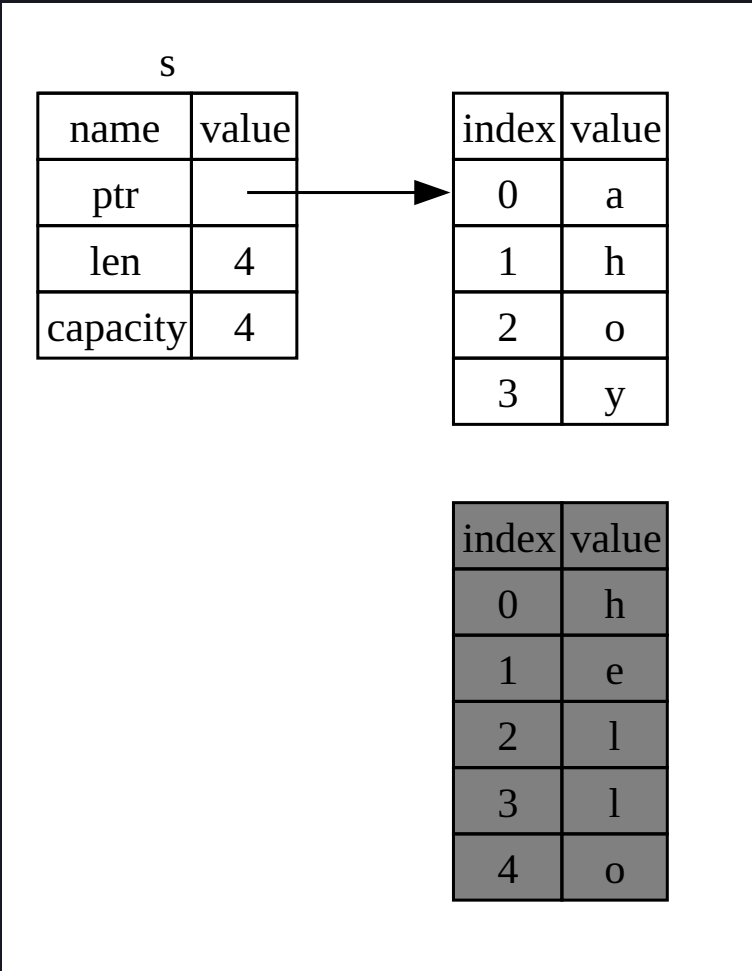 s
name value
ptr
len 4
capacity 4
index value
0 a
1 h
2 o
3 y
index value
0 h
1 e
2 l
3 l
4 o